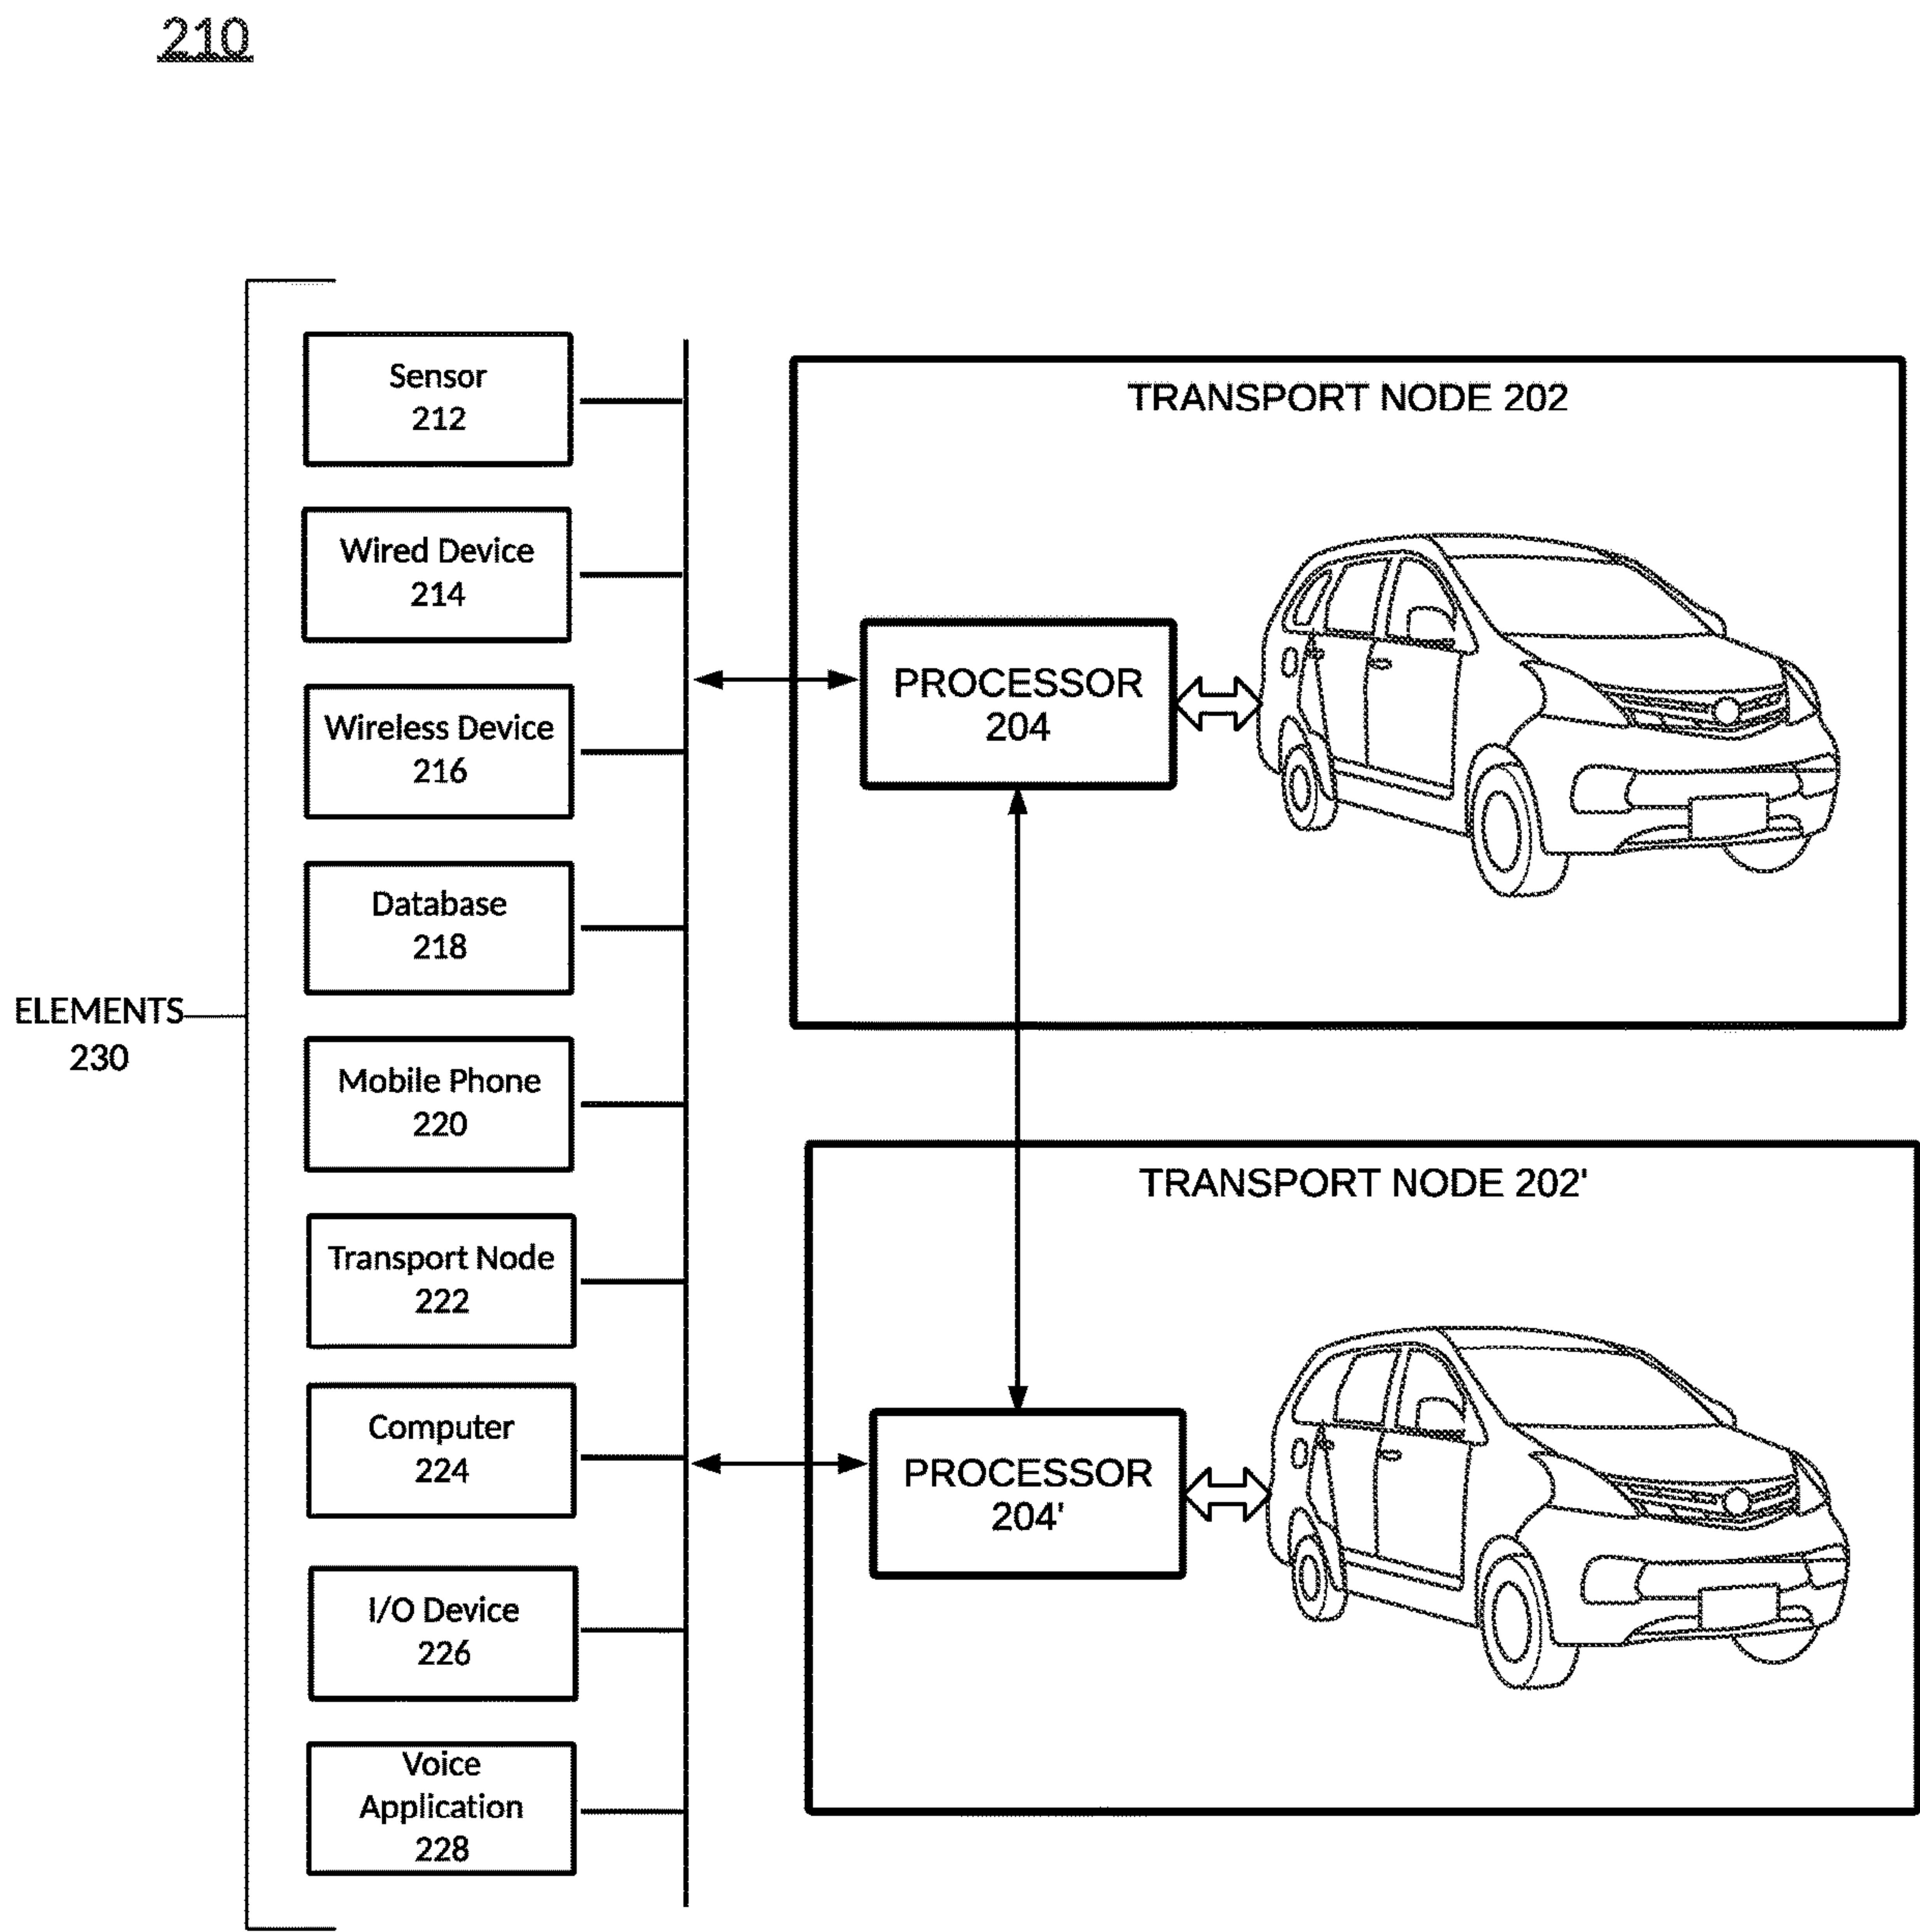 210
Sensor
212
Wired Device
214
Wireless Device
216
Database
218
ELEMENTS
230
Mobile Phone
220
Transport Node
222
Computer
224
I/O Device
226
Voice
Application
228
TRANSPORT NODE 202
PROCESSOR
204
TRANSPORT NODE 202'
PROCESSOR
204'